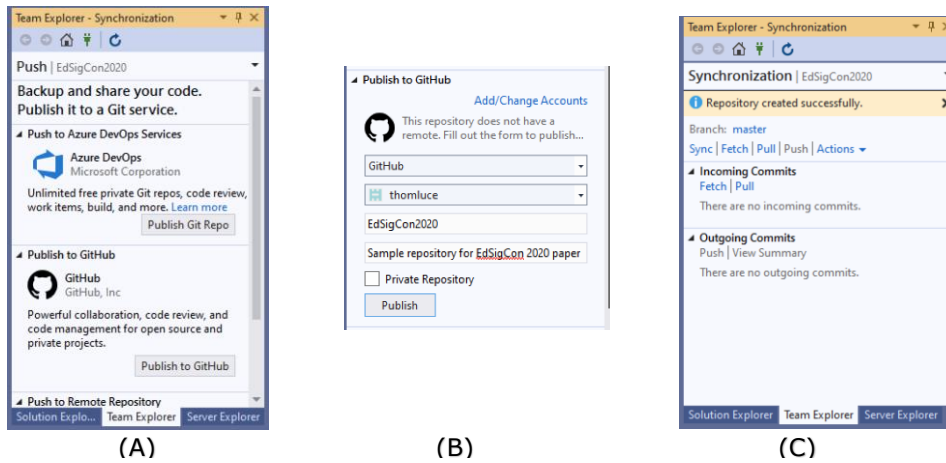 Team Explorer - Synchronization
Push | EdSigCon2020
Backup and share your code.
Publish it to a Git service.
Push to Azure DevOps Services
Azure DevOps
Microsoft Corporation
Unlimited free private Git repos, code review,
work items, build, and more. Learn more
Publish Git Repo
Publish to GitHub
GitHub
GitHub, Inc
Powerful collaboration, code review, and
code management for open source and
private projects.
Publish to GitHub
Push to Remote Repository
Solution Explo... Team Explorer Server Explorer
(A)
Publish to GitHub
Add/Change Accounts
This repository does not have a
remote. Fill out the form to publish...
GitHub
thomluce
EdSigCon2020
Sample repository for EdSigCon 2020 paper
Private Repository
Publish
(B)
Team Explorer - Synchronization
Synchronization | EdSigCon2020
Repository created successfully.
Branch: master
Sync | Fetch | Pull | Push | Actions
Incoming Commits
Fetch | Pull
There are no incoming commits.
Outgoing Commits
Push | View Summary
There are no outgoing commits.
Solution Explorer Team Explorer Server Explorer
(C)